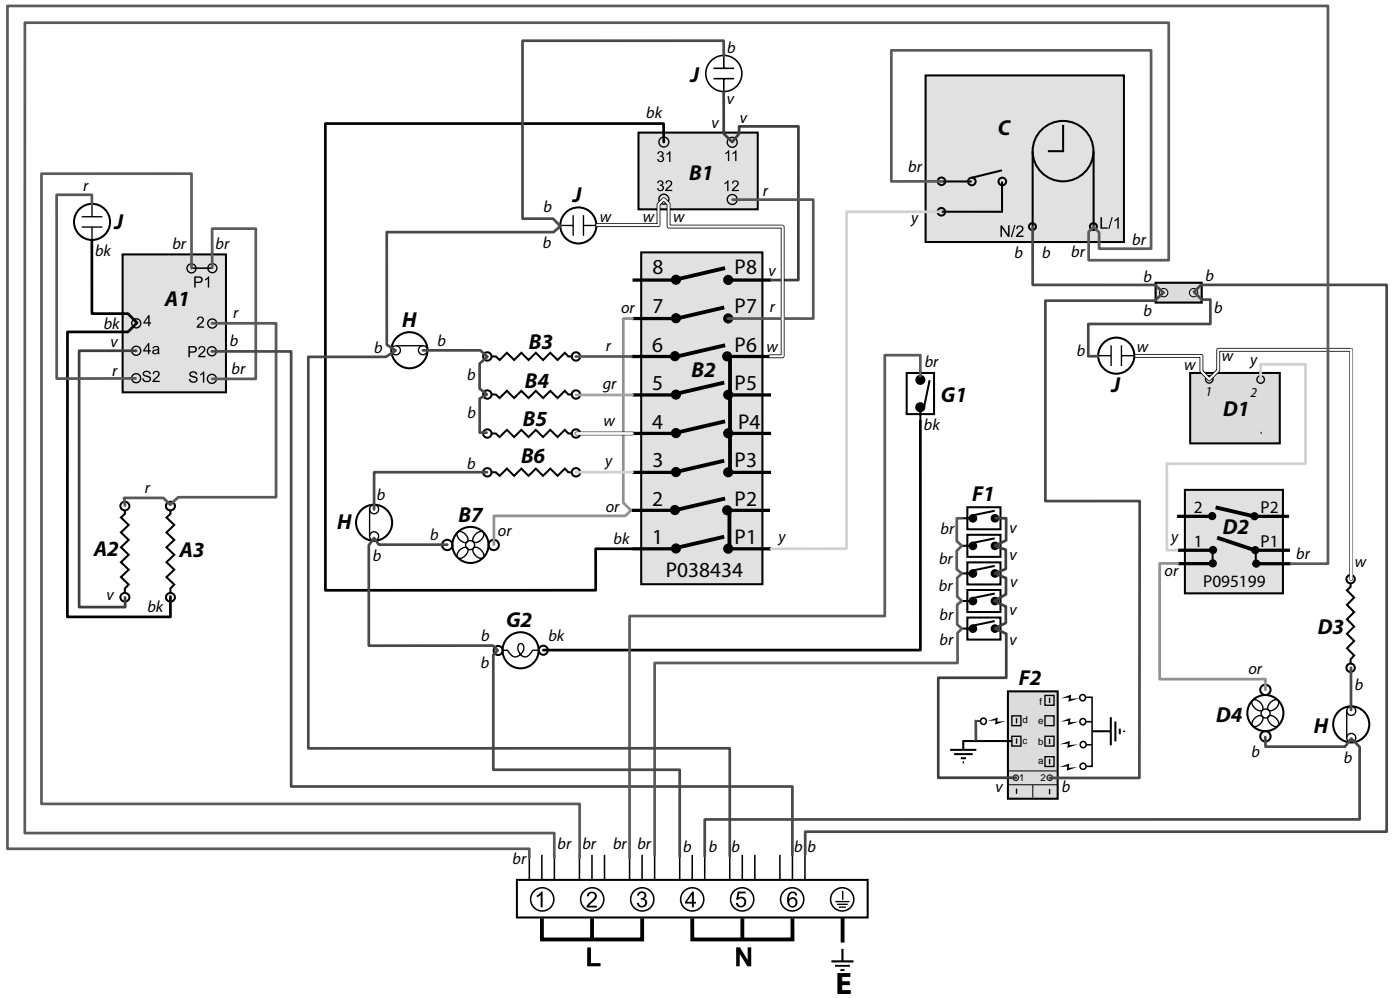 b
J
v
bk v v
31 11
B1
32 12
r
C
br
y
N/2 L/1
b b br br
r
J
bk
br br
P1
A1
bk 4 2 r
v 4a P2 b
r S2 S1 br
b J
w w w
b
8 P8 v
or 7 P7 r
H
b b B3 r 6 P6 w
B2
b B4 gr 5 P5
b B5 w 4 P4
B6
b y 3 P3
b
H B7 or 2 P2
b or
b bk 1 P1 y
P038434
b b
b b
b w w w y
J 1 2
D1
br
G1
bk
F1
br v
br v
br v
br v
br v
2 P2
D2
y 1 P1
or br
P095199
w
D3
r
A2 A3
v bk
G2
b bk
b
F2
f
d e
c b
a
1 2
v b
or
D4
b
b
H
b
br br br br br b b b b b
1 2 3 4 5 6
L N E